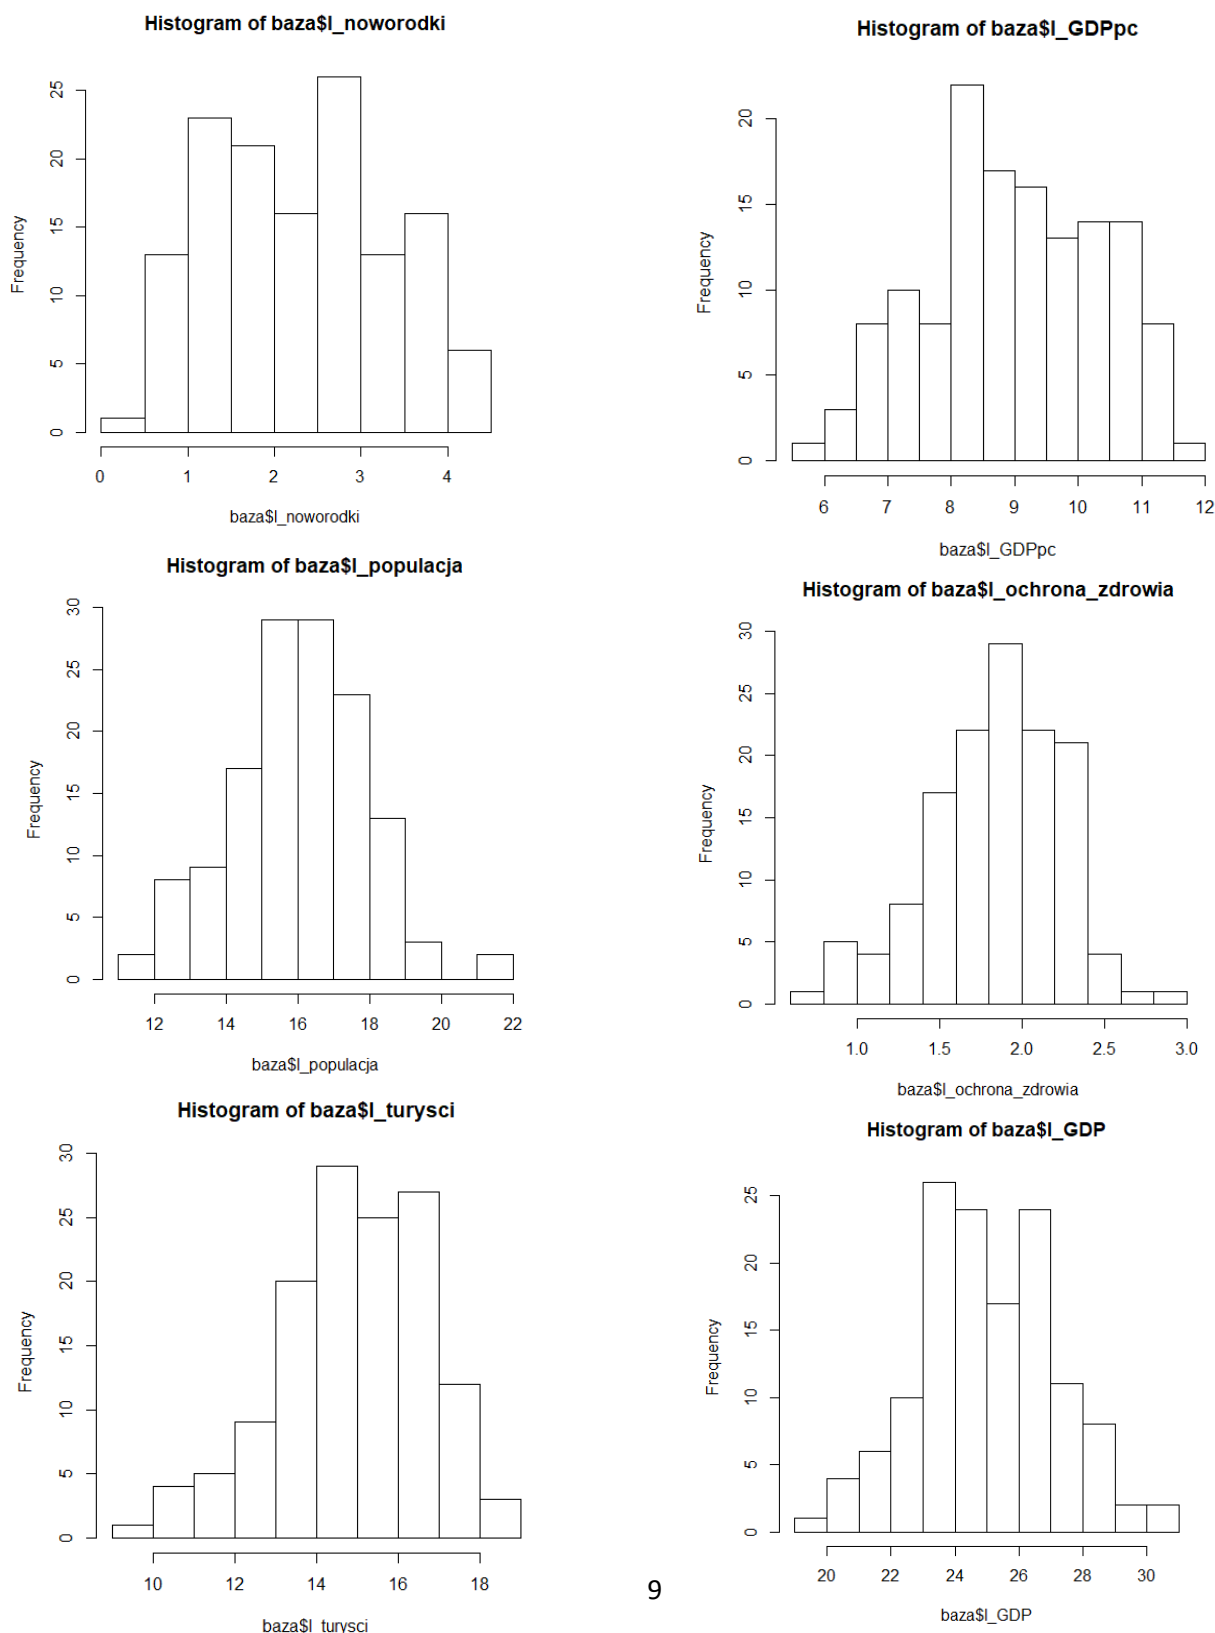 Histogram of baza$l_noworodki
Frequency
0 5 10 15 20 25
0 1 2 3 4
baza$l_noworodki
Histogram of baza$l_GDPpc
Frequency
0 5 10 15 20
6 7 8 9 10 11 12
baza$l_GDPpc
Histogram of baza$l_populacja
Frequency
0 5 10 15 20 25 30
12 14 16 18 20 22
baza$l_populacja
Histogram of baza$l_ochrona_zdrowia
Frequency
0 5 10 15 20 25 30
1.0 1.5 2.0 2.5 3.0
baza$l_ochrona_zdrowia
Histogram of baza$l_turysci
Frequency
0 5 10 15 20 25 30
10 12 14 16 18
baza$l_turysci
Histogram of baza$l_GDP
Frequency
0 5 10 15 20 25
20 22 24 26 28 30
baza$l_GDP
9